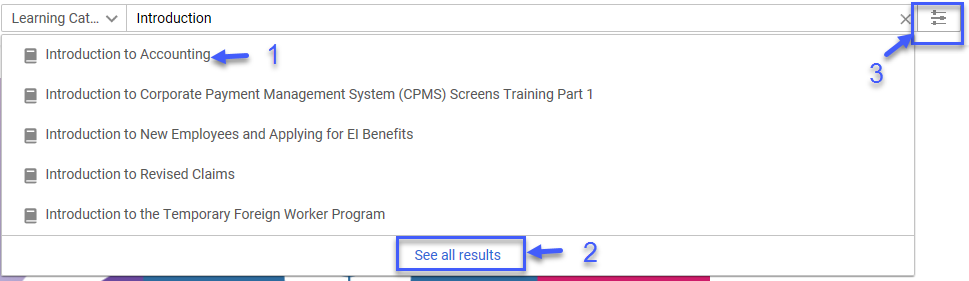 Learning Cat... Introduction
Introduction to Accounting 1
3
Introduction to Corporate Payment Management System (CPMS) Screens Training Part 1
Introduction to New Employees and Applying for EI Benefits
Introduction to Revised Claims
Introduction to the Temporary Foreign Worker Program
See all results 2